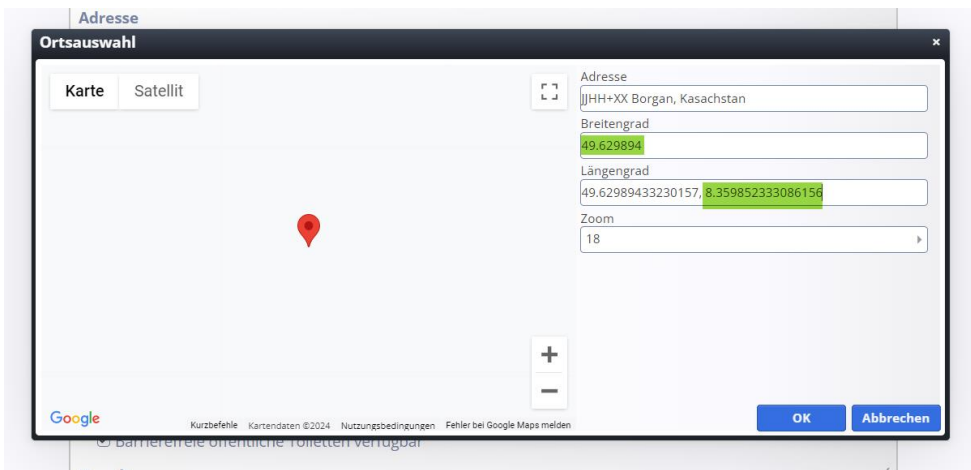 Adresse
Ortsauswahl ×
Karte Satellit
Adresse
JJHH+XX Borgan, Kasachstan
Breitengrad
49.629894
Längengrad
49.62989433230157, 8.359852333086156
Zoom
18
+
−
Google
Kurzbefehle Kartendaten ©2024 Nutzungsbedingungen Fehler bei Google Maps melden
OK Abbrechen
Barrierefreie öffentliche Toiletten verfügbar